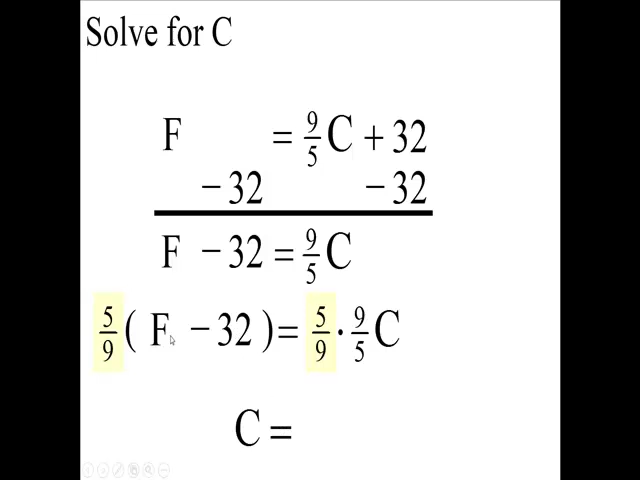 Solve for C
F = 9/5 C + 32
− 32 − 32
F − 32 = 9/5 C
5/9 ( F − 32 ) = 5/9 · 9/5 C
C =